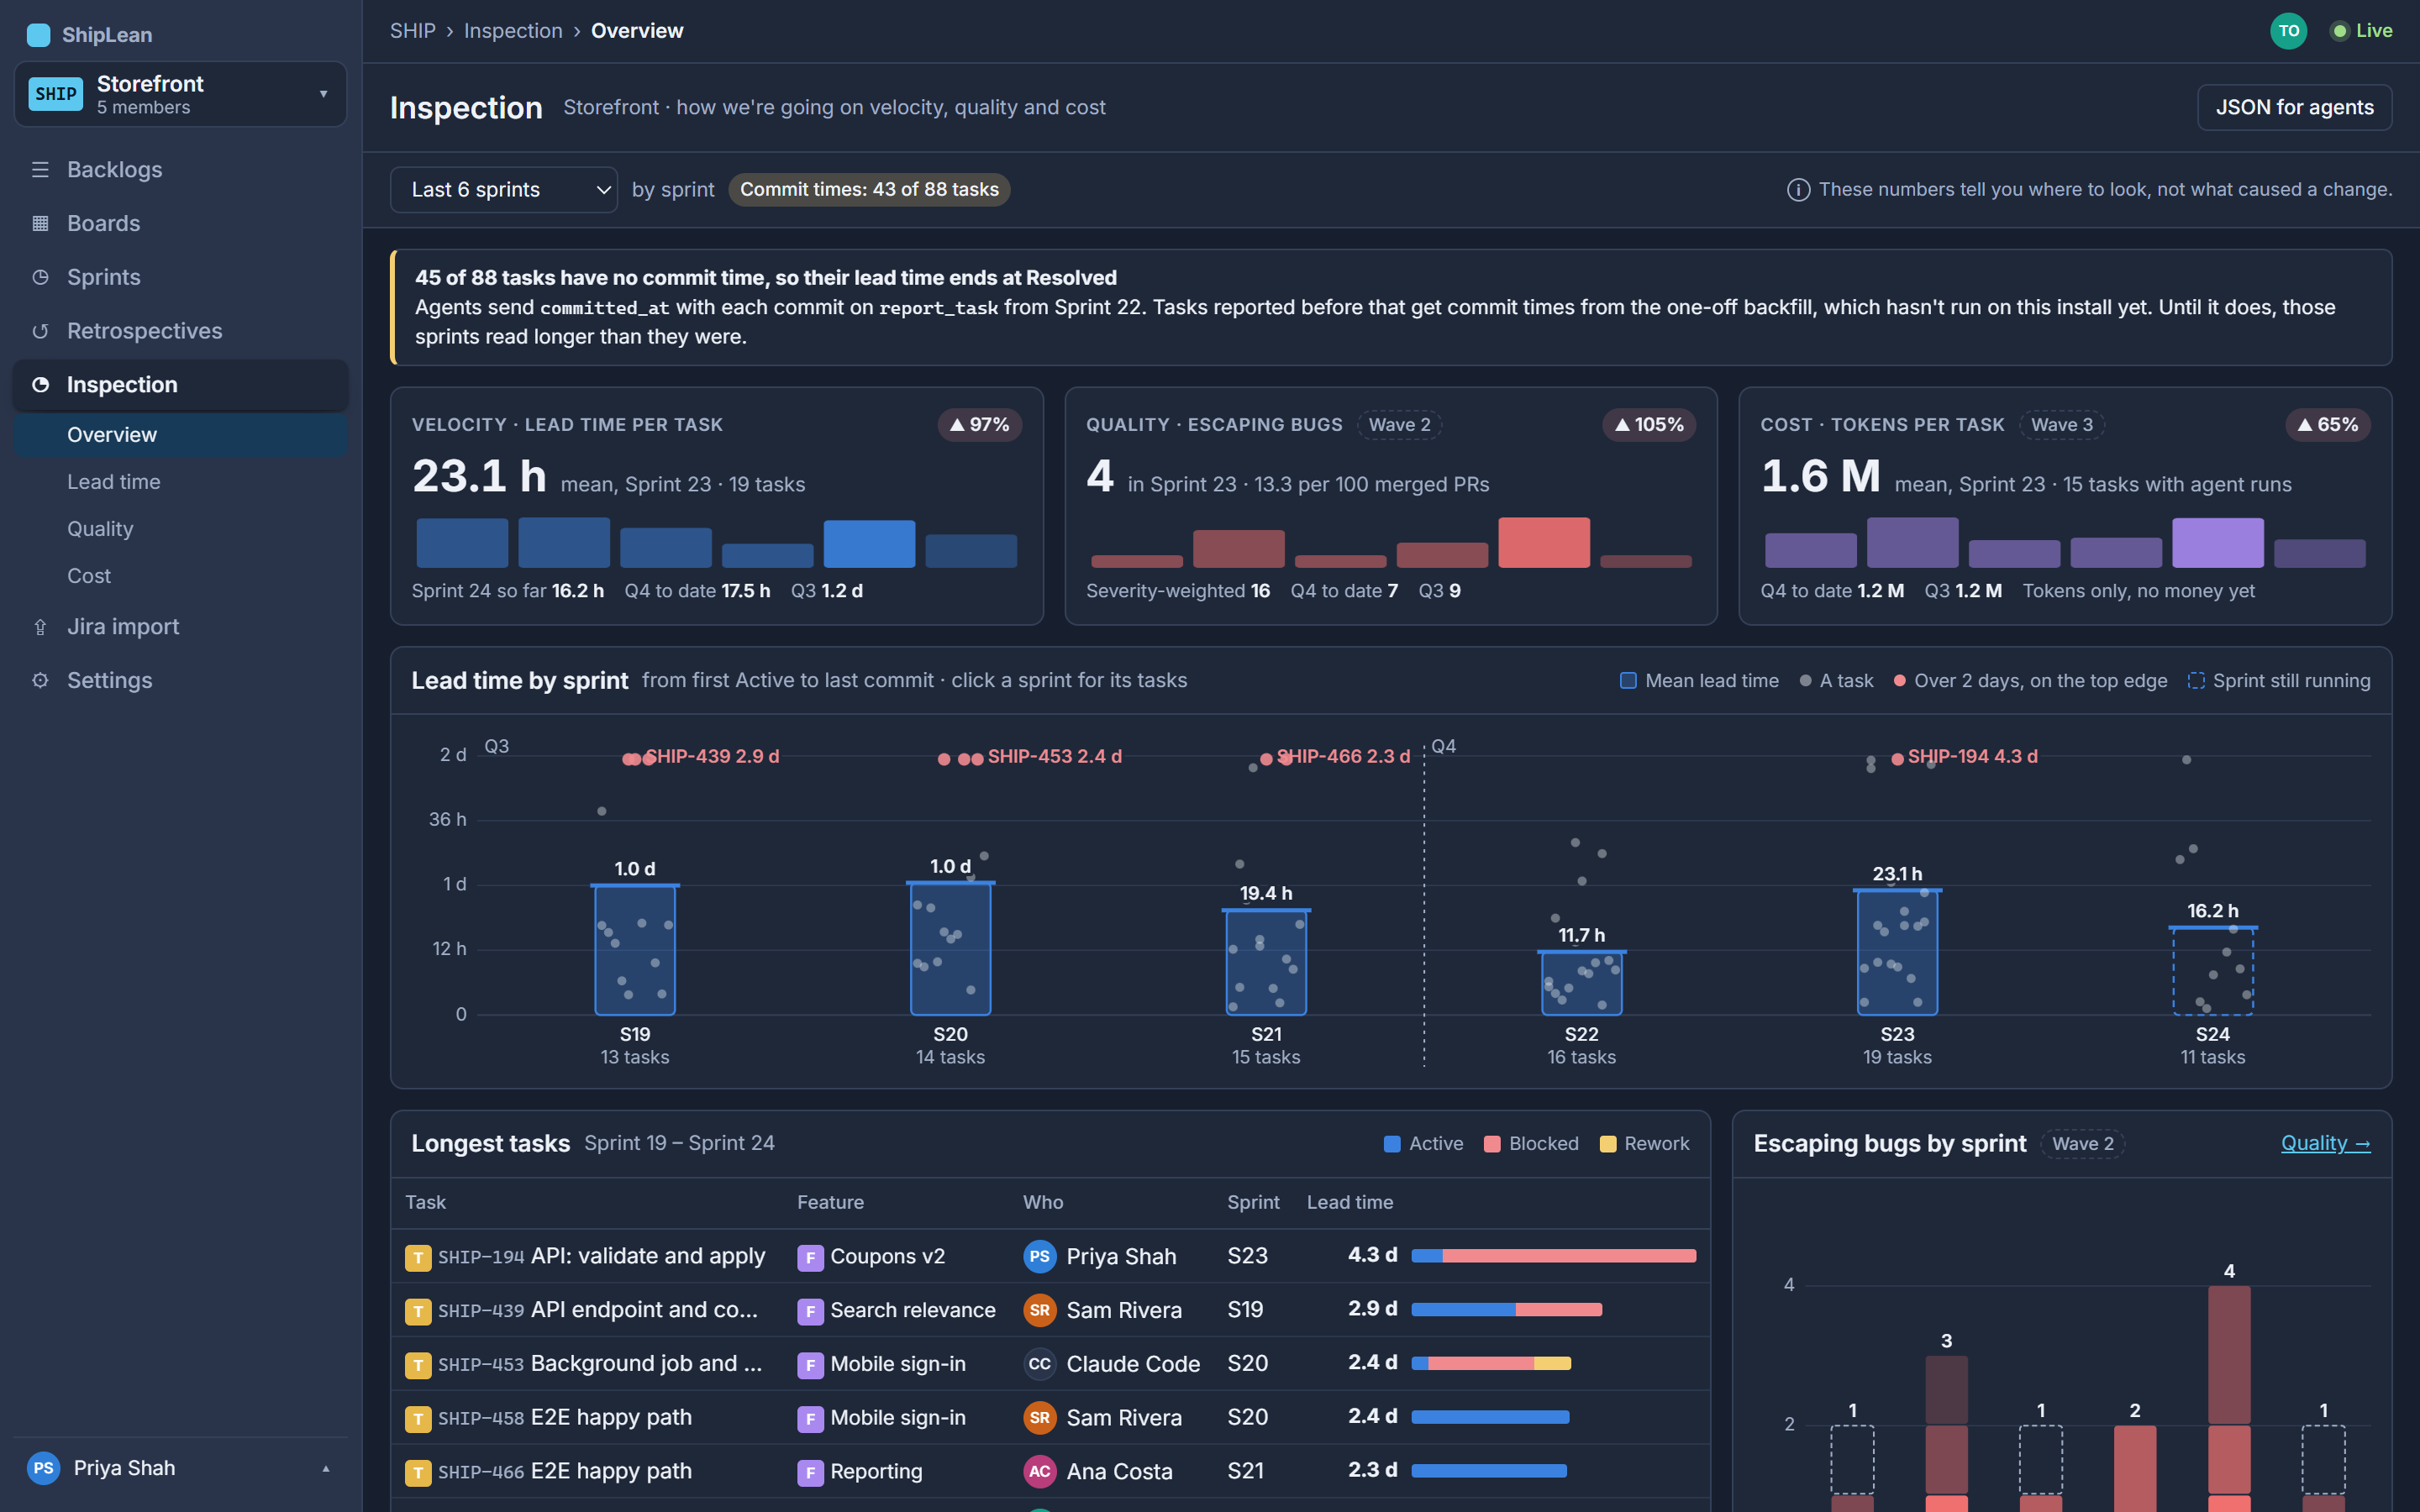 ShipLean
SHIP
Storefront
5 members
Backlogs
Boards
Sprints
Retrospectives
Inspection
Overview
Lead time
Quality
Cost
Jira import
Settings
PS Priya Shah
SHIP › Inspection › Overview
TO Live
Inspection Storefront · how we're going on velocity, quality and cost
JSON for agents
Last 6 sprints by sprint Commit times: 43 of 88 tasks
These numbers tell you where to look, not what caused a change.
45 of 88 tasks have no commit time, so their lead time ends at Resolved
Agents send committed_at with each commit on report_task from Sprint 22. Tasks reported before that get commit times from the one-off backfill, which hasn't run on this install yet. Until it does, those
sprints read longer than they were.
VELOCITY · LEAD TIME PER TASK ▲ 97%
23.1 h mean, Sprint 23 · 19 tasks
Sprint 24 so far 16.2 h Q4 to date 17.5 h Q3 1.2 d
QUALITY · ESCAPING BUGS Wave 2 ▲ 105%
4 in Sprint 23 · 13.3 per 100 merged PRs
Severity-weighted 16 Q4 to date 7 Q3 9
COST · TOKENS PER TASK Wave 3 ▲ 65%
1.6 M mean, Sprint 23 · 15 tasks with agent runs
Q4 to date 1.2 M Q3 1.2 M Tokens only, no money yet
Lead time by sprint from first Active to last commit · click a sprint for its tasks
Mean lead time A task Over 2 days, on the top edge Sprint still running
2 d Q3 SHIP-439 2.9 d SHIP-453 2.4 d SHIP-466 2.3 d Q4 SHIP-194 4.3 d
36 h
1 d
12 h
0
1.0 d 1.0 d 19.4 h 11.7 h 23.1 h 16.2 h
S19 S20 S21 S22 S23 S24
13 tasks 14 tasks 15 tasks 16 tasks 19 tasks 11 tasks
Longest tasks Sprint 19 – Sprint 24
Active Blocked Rework
Task Feature Who Sprint Lead time
T SHIP-194 API: validate and apply F Coupons v2 PS Priya Shah S23 4.3 d
T SHIP-439 API endpoint and co... F Search relevance SR Sam Rivera S19 2.9 d
T SHIP-453 Background job and ... F Mobile sign-in CC Claude Code S20 2.4 d
T SHIP-458 E2E happy path F Mobile sign-in SR Sam Rivera S20 2.4 d
T SHIP-466 E2E happy path F Reporting AC Ana Costa S21 2.3 d
Escaping bugs by sprint Wave 2 Quality →
4
2
1 3 1 2 4 1